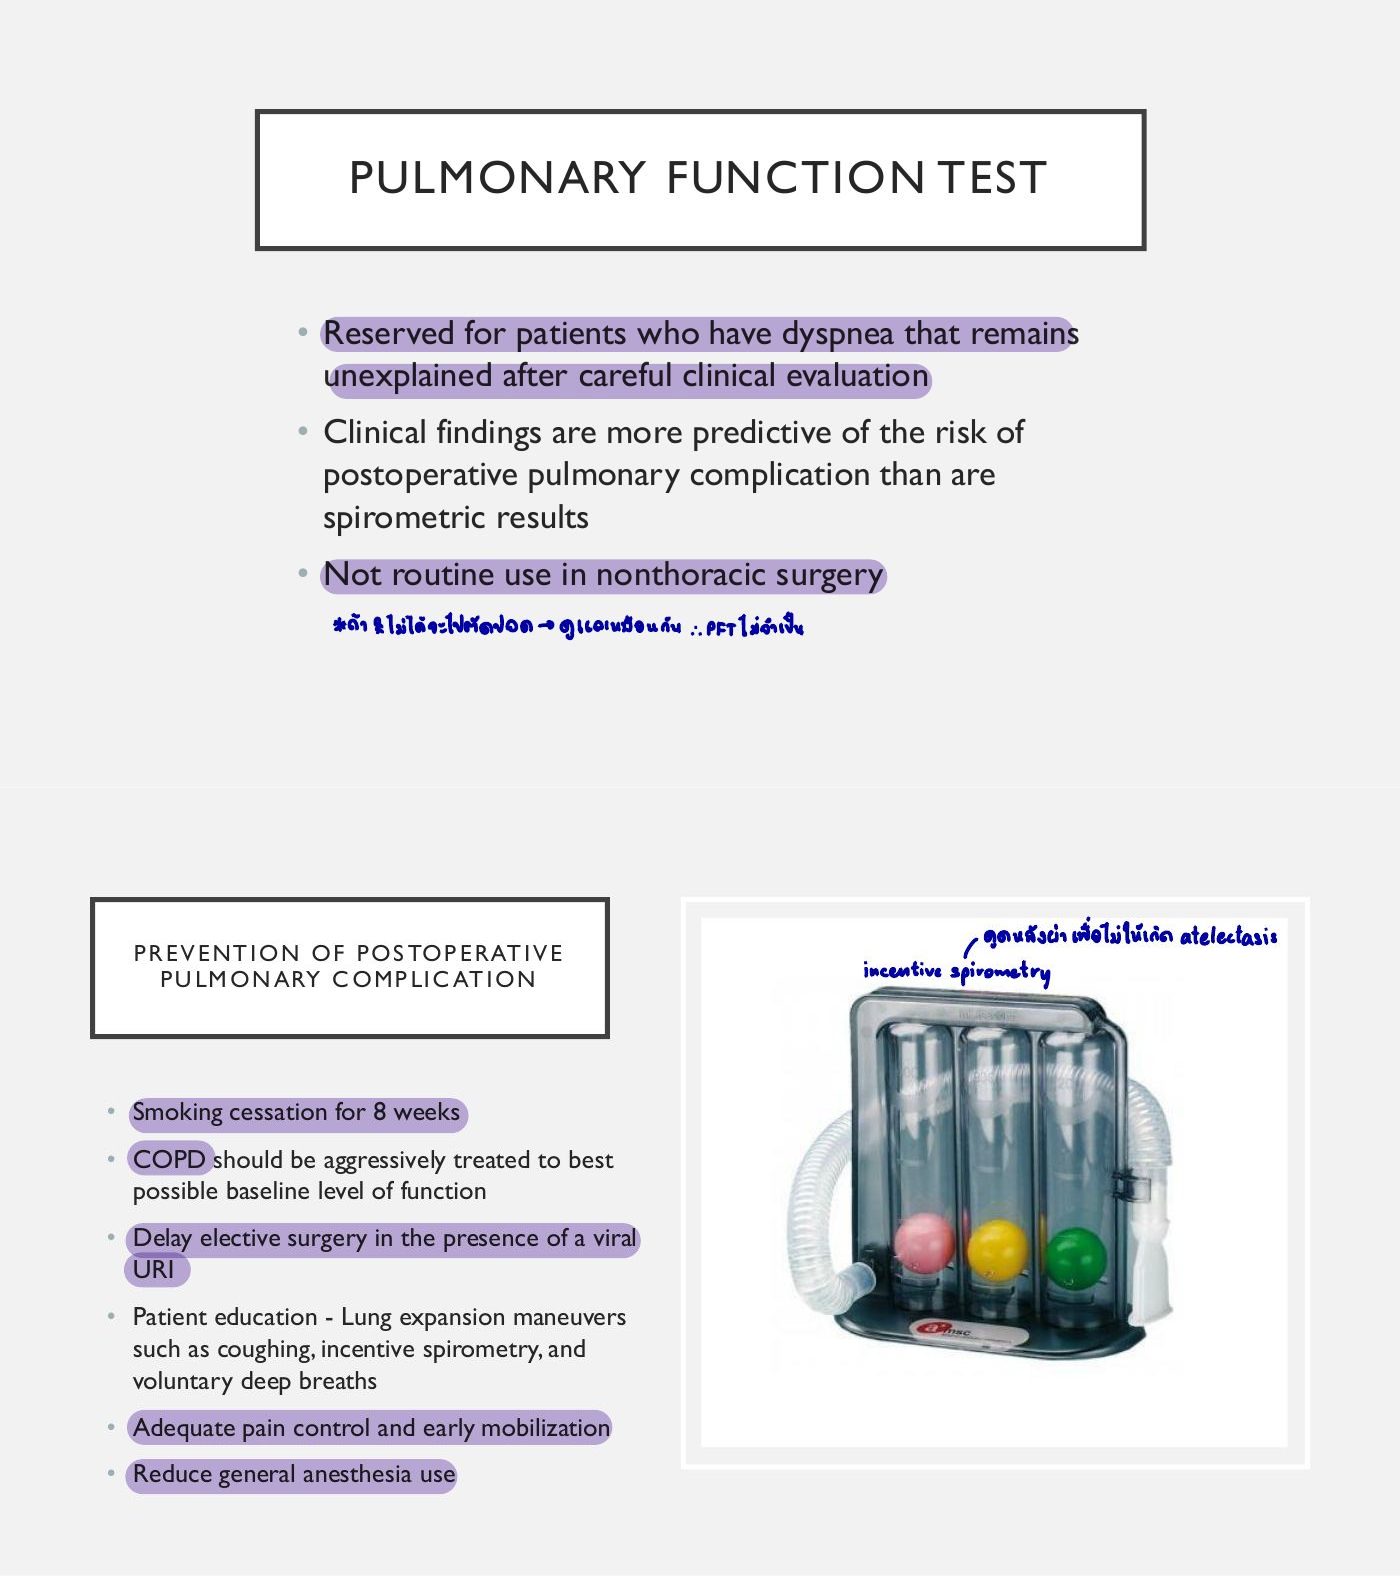 PULMONARY FUNCTION TEST
• Reserved for patients who have dyspnea that remains
unexplained after careful clinical evaluation
• Clinical findings are more predictive of the risk of
postoperative pulmonary complication than are
spirometric results
• Not routine use in nonthoracic surgery
*ถ้า ไม่ได้จะไปตัดปอด → ดูแลเหมือนกัน ∴ PFT ไม่จำเป็น
PREVENTION OF POSTOPERATIVE
PULMONARY COMPLICATION
• Smoking cessation for 8 weeks
• COPD should be aggressively treated to best
possible baseline level of function
• Delay elective surgery in the presence of a viral
URI
• Patient education - Lung expansion maneuvers
such as coughing, incentive spirometry, and
voluntary deep breaths
• Adequate pain control and early mobilization
• Reduce general anesthesia use
ดูดหลังผ่า เพื่อไม่ให้เกิด atelectasis
incentive spirometry